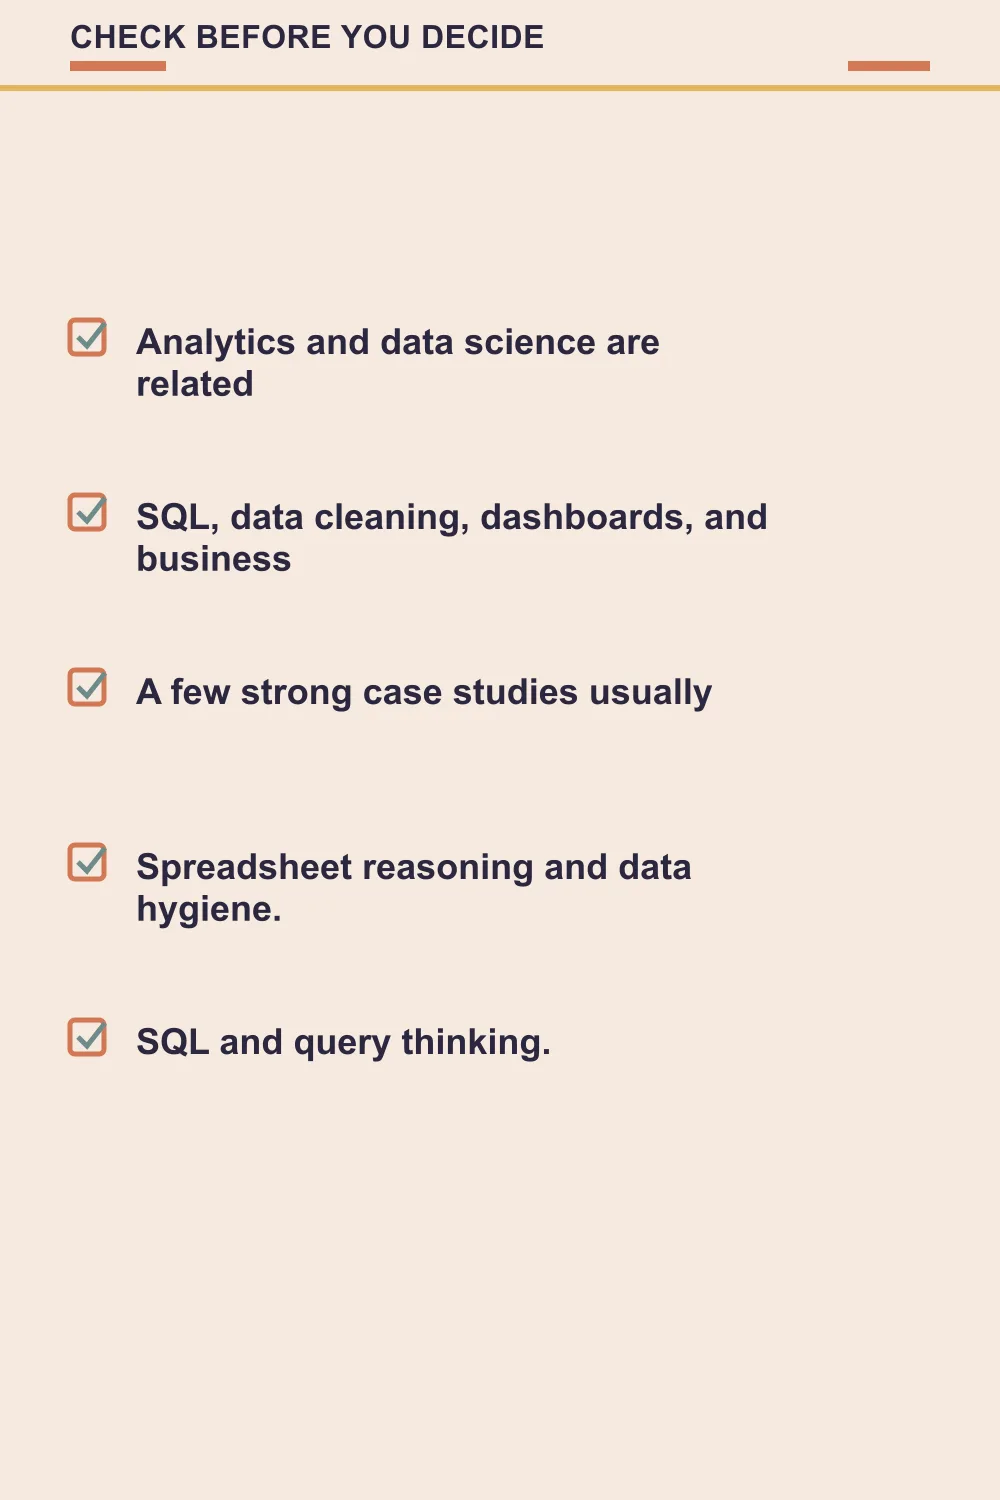 CHECK BEFORE YOU DECIDE
Analytics and data science are
related
SQL, data cleaning, dashboards, and
business
A few strong case studies usually
Spreadsheet reasoning and data
hygiene.
SQL and query thinking.